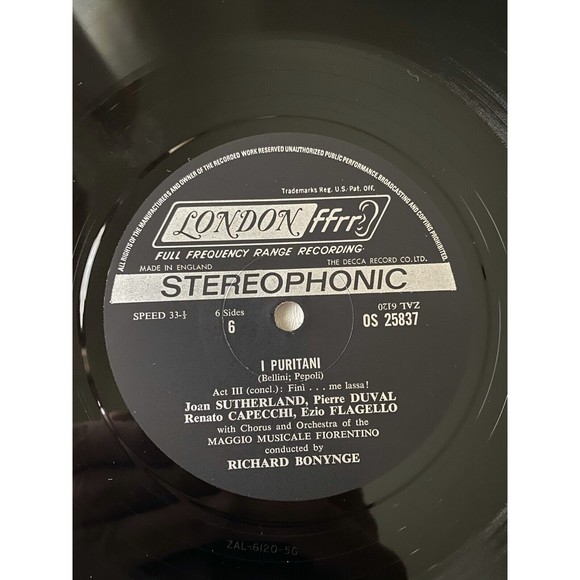 ALL RIGHTS OF THE MANUFACTURERS AND OWNER OF THE RECORDED WORK RESERVED UNAUTHORIZED PUBLIC PERFORMANCE BROADCASTING AND COPYING PROHIBITED.
Trademarks Reg. U.S. Pat. Off.
LONDON ffrr
FULL FREQUENCY RANGE RECORDING
MADE IN ENGLAND THE DECCA RECORD CO. LTD.
STEREOPHONIC
SPEED 33-⅓ 6 Sides ZAL 6120
6 OS 25837
I PURITANI
(Bellini; Pepoli)
Act III (concl.): Finì . . . me lassa!
Joan SUTHERLAND, Pierre DUVAL
Renato CAPECCHI, Ezio FLAGELLO
with Chorus and Orchestra of the
MAGGIO MUSICALE FIORENTINO
conducted by
RICHARD BONYNGE
ZAL-6120-5G